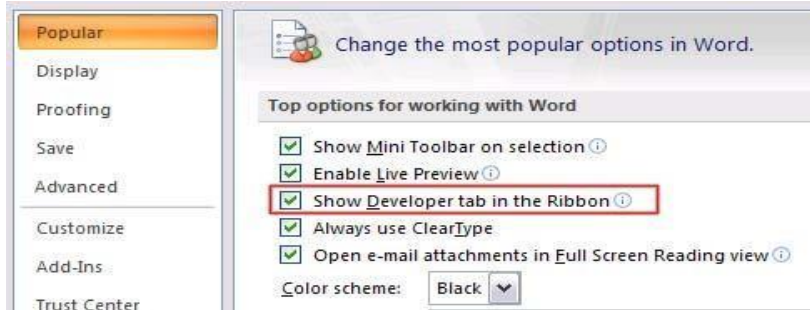 Popular
Display
Proofing
Save
Advanced
Customize
Add-Ins
Trust Center
Change the most popular options in Word.
Top options for working with Word
Show Mini Toolbar on selection
Enable Live Preview
Show Developer tab in the Ribbon
Always use ClearType
Open e-mail attachments in Full Screen Reading view
Color scheme: Black